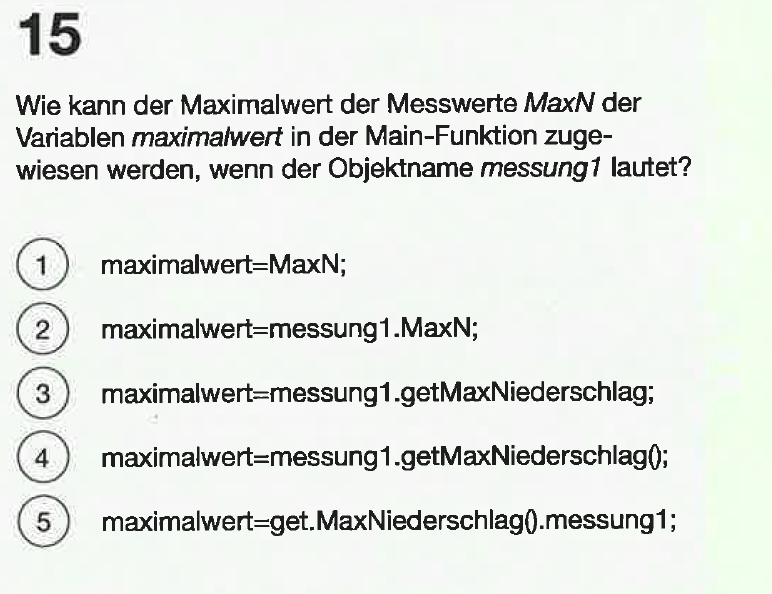 15
Wie kann der Maximalwert der Messwerte MaxN der
Variablen maximalwert in der Main-Funktion zuge-
wiesen werden, wenn der Objektname messung1 lautet?
1 maximalwert=MaxN;
2 maximalwert=messung1.MaxN;
3 maximalwert=messung1.getMaxNiederschlag;
4 maximalwert=messung1.getMaxNiederschlag();
5 maximalwert=get.MaxNiederschlag().messung1;